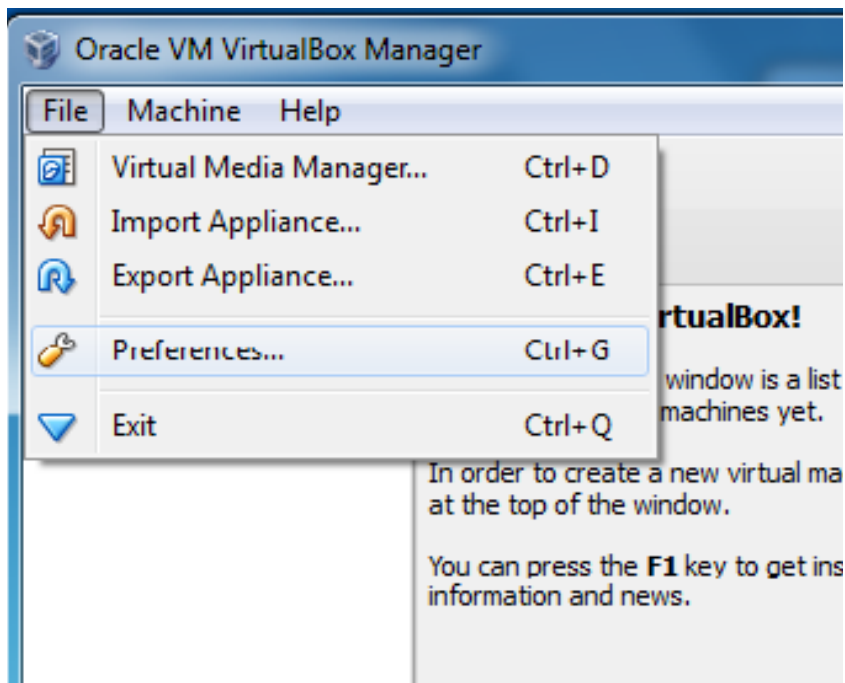 Oracle VM VirtualBox Manager
File Machine Help
Virtual Media Manager... Ctrl+D
Import Appliance... Ctrl+I
Export Appliance... Ctrl+E
Preferences... Ctrl+G
Exit Ctrl+Q
rtualBox!
window is a list
machines yet.
In order to create a new virtual ma
at the top of the window.
You can press the F1 key to get ins
information and news.